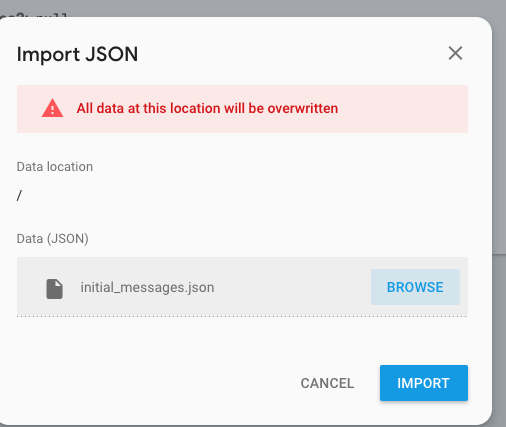 Import JSON
All data at this location will be overwritten
Data location
/
Data (JSON)
initial_messages.json
BROWSE
CANCEL
IMPORT